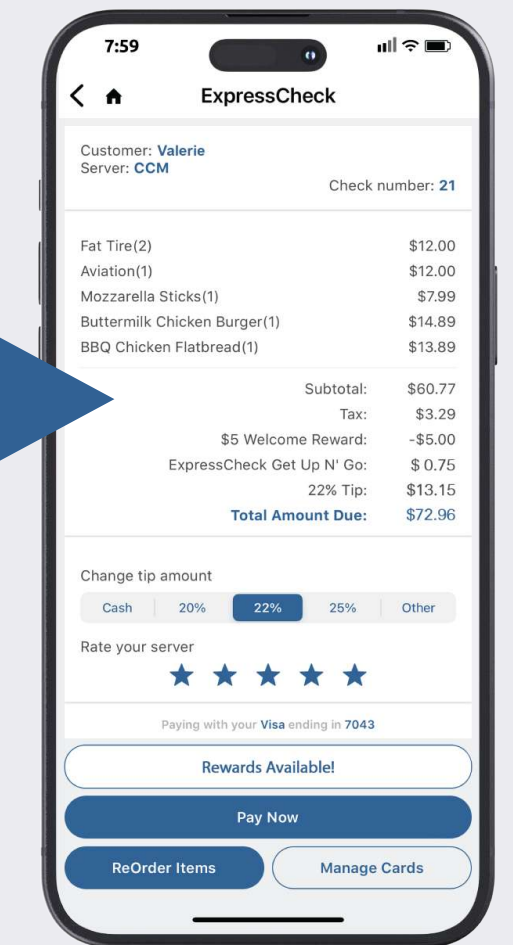 7:59
ExpressCheck
Customer: Valerie
Server: CCM
Check number: 21
Fat Tire(2) $12.00
Aviation(1) $12.00
Mozzarella Sticks(1) $7.99
Buttermilk Chicken Burger(1) $14.89
BBQ Chicken Flatbread(1) $13.89
Subtotal: $60.77
Tax: $3.29
$5 Welcome Reward: -$5.00
ExpressCheck Get Up N' Go: $ 0.75
22% Tip: $13.15
Total Amount Due: $72.96
Change tip amount
Cash 20% 22% 25% Other
Rate your server
Paying with your Visa ending in 7043
Rewards Available!
Pay Now
ReOrder Items Manage Cards